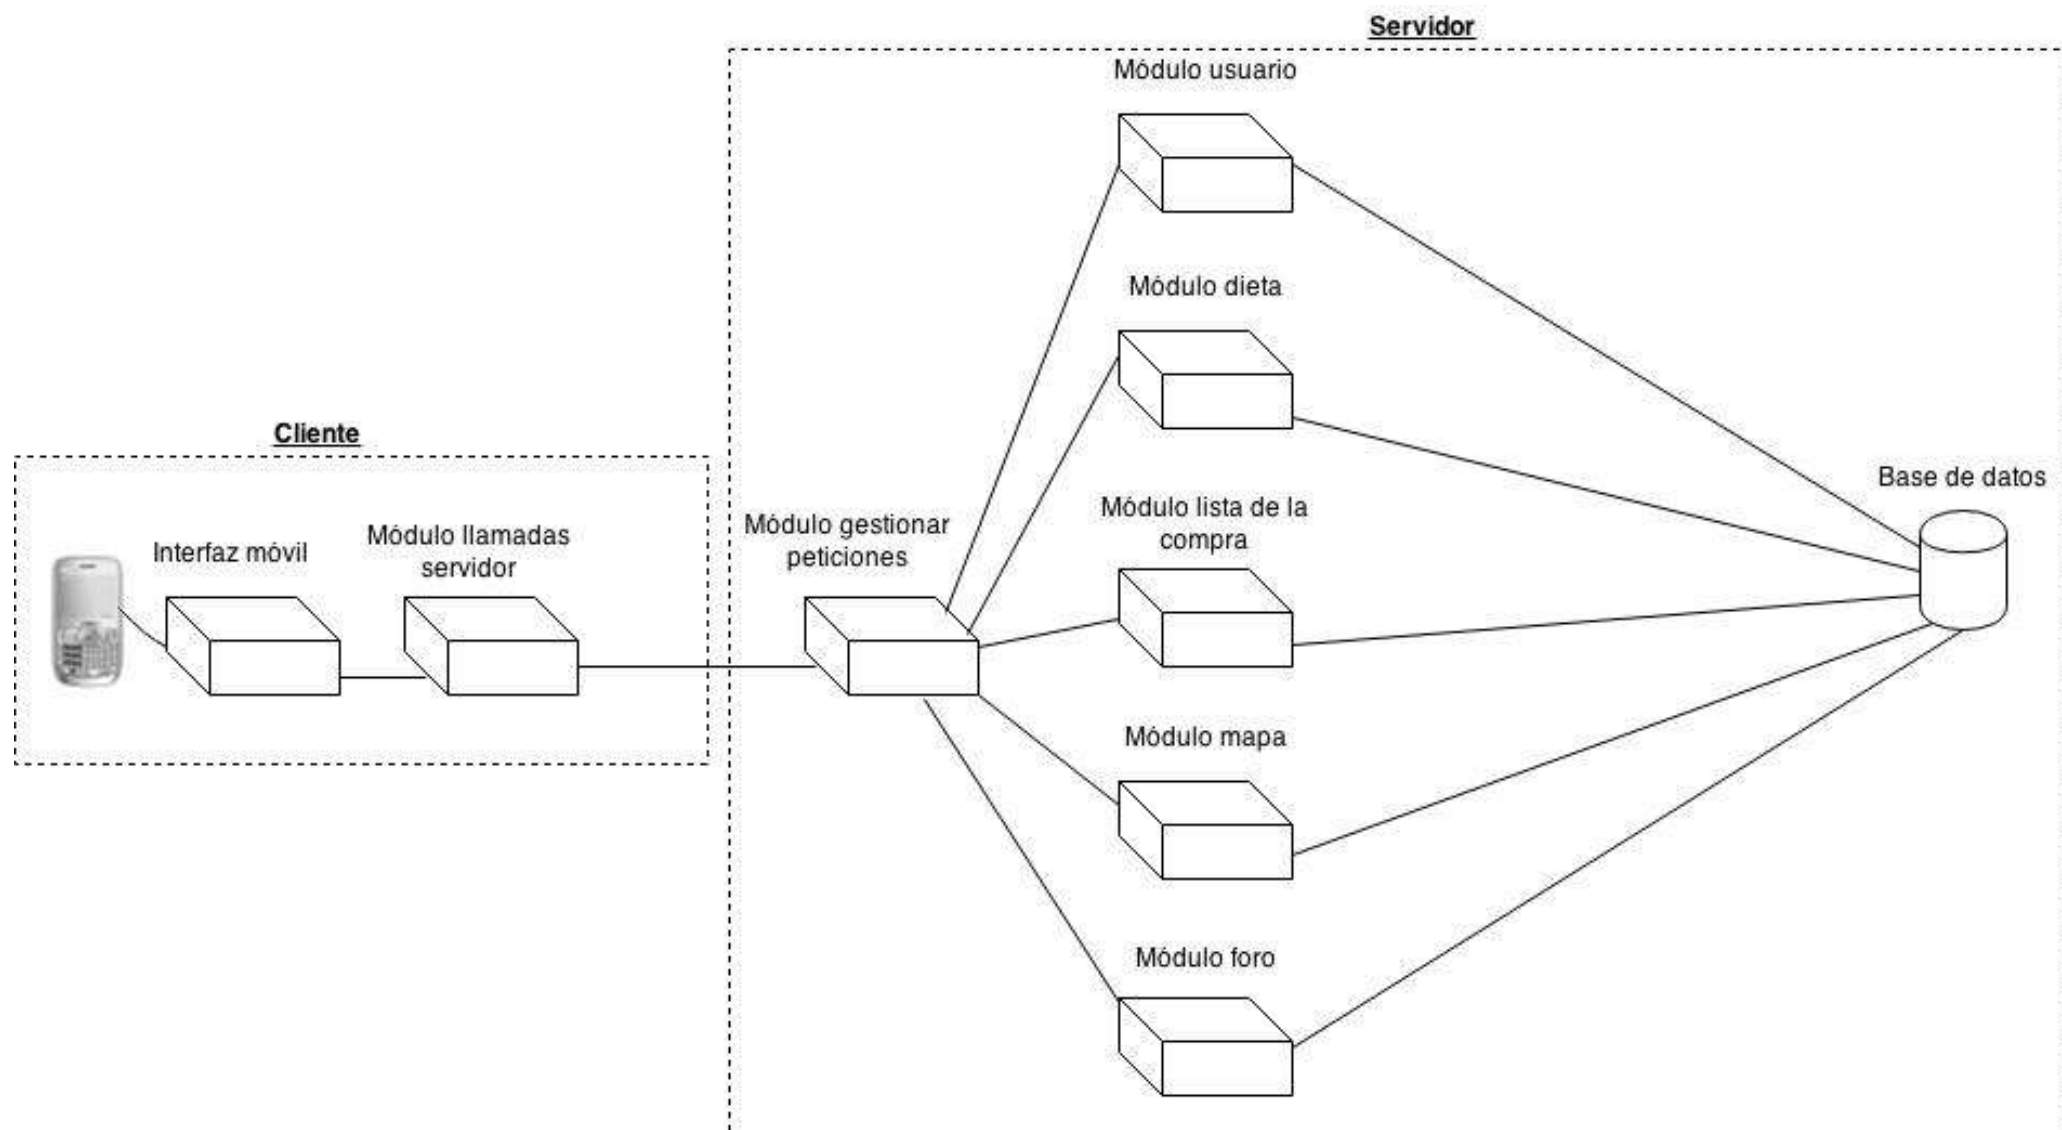 Servidor
Módulo usuario
Módulo dieta
Cliente
Base de datos
Módulo lista de la
compra
Módulo gestionar
peticiones
Módulo llamadas
servidor
Interfaz móvil
Módulo mapa
Módulo foro